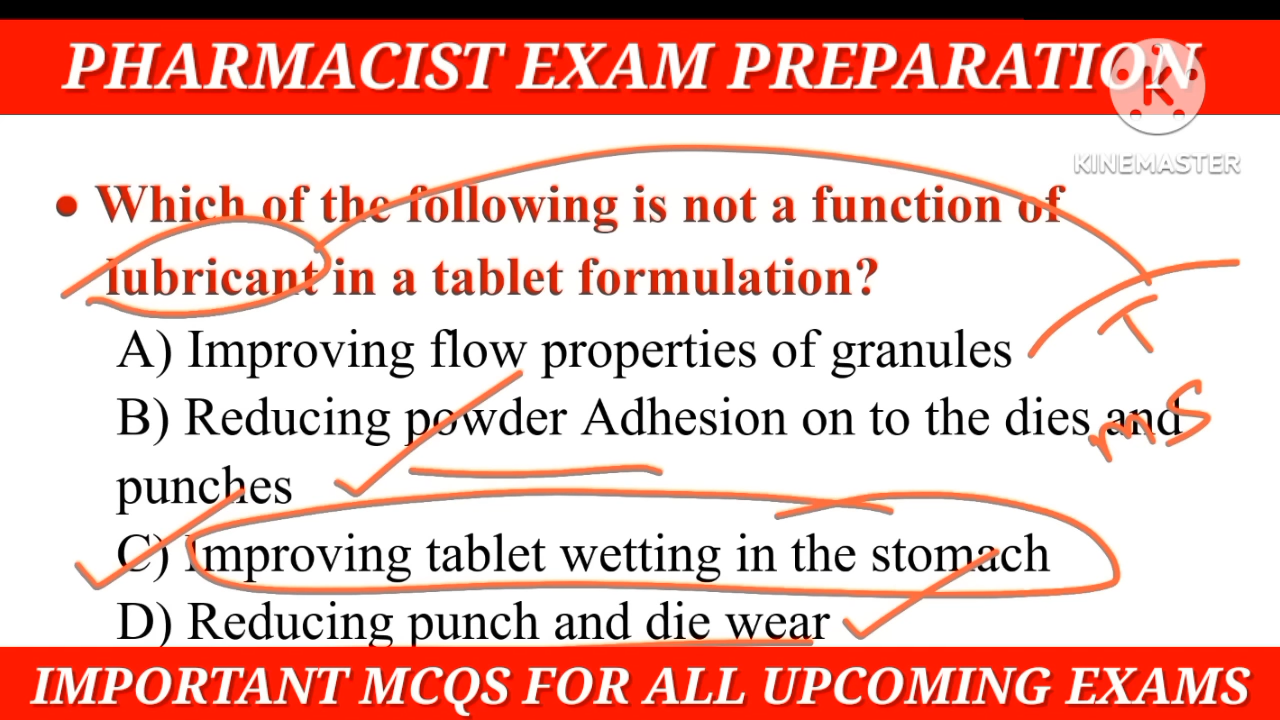 PHARMACIST EXAM PREPARATION
K
KINEMASTER
• Which of the following is not a function of
lubricant in a tablet formulation?
A) Improving flow properties of granules
B) Reducing powder Adhesion on to the dies and
punches
C) Improving tablet wetting in the stomach
D) Reducing punch and die wear
IMPORTANT MCQS FOR ALL UPCOMING EXAMS